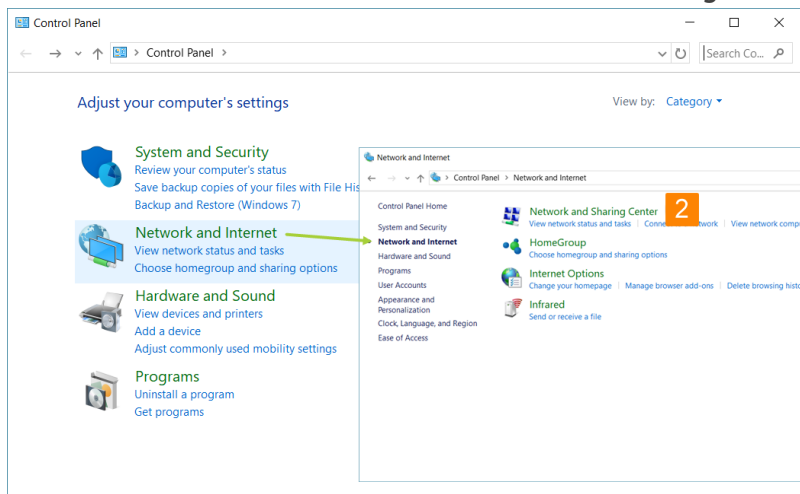 Control Panel
Control Panel
Search Co...
Adjust your computer's settings
View by: Category
System and Security
Review your computer's status
Save backup copies of your files with File His
Backup and Restore (Windows 7)
Network and Internet
View network status and tasks
Choose homegroup and sharing options
Hardware and Sound
View devices and printers
Add a device
Adjust commonly used mobility settings
Programs
Uninstall a program
Get programs
Network and Internet
Control Panel > Network and Internet
Control Panel Home
System and Security
Network and Internet
Hardware and Sound
Programs
User Accounts
Appearance and
Personalization
Clock, Language, and Region
Ease of Access
Network and Sharing Center 2
View network status and tasks View network compu
HomeGroup
Choose homegroup and sharing options
Internet Options
Change your homepage Manage browser add-ons Delete browsing histo
Infrared
Send or receive a file